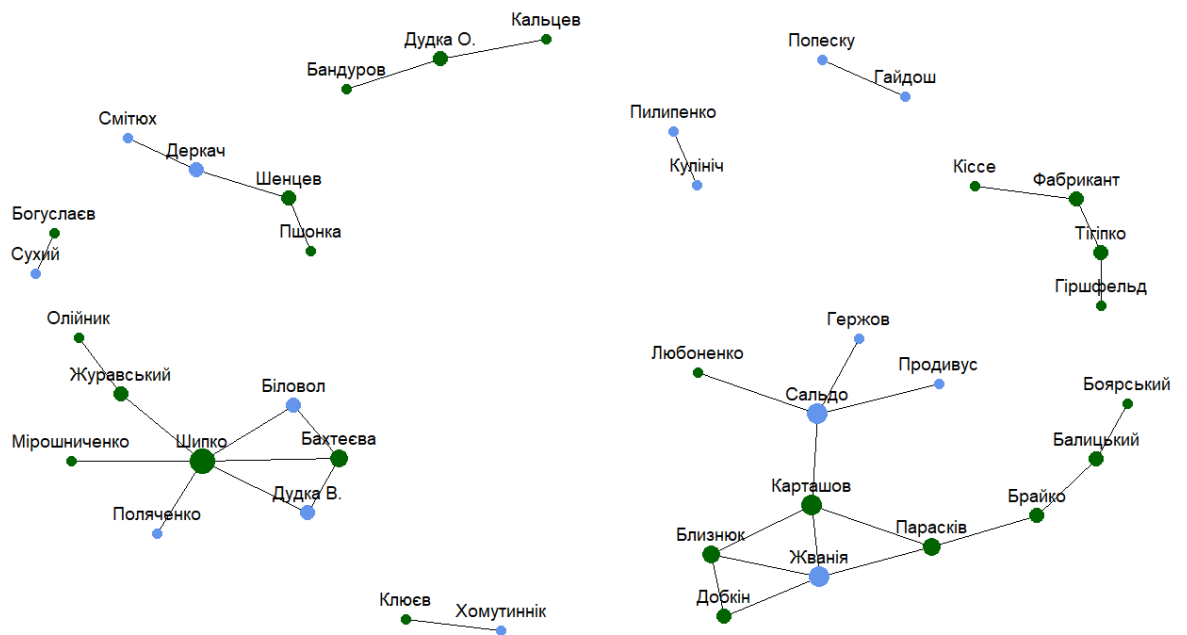 Кальцев
Дудка О.
Бандуров
Попеску
Гайдош
Смітюх
Деркач
Шенцев
Пшонка
Пилипенко
Кулініч
Кіссе
Фабрикант
Тігіпко
Гіршфельд
Богуслаєв
Сухий
Олійник
Журавський
Біловол
Мірошниченко
Шипко
Бахтеєва
Поляченко
Дудка В.
Гержов
Любоненко
Продивус
Сальдо
Боярський
Балицький
Карташов
Брайко
Близнюк
Жванія
Парасків
Добкін
Клюєв
Хомутиннік